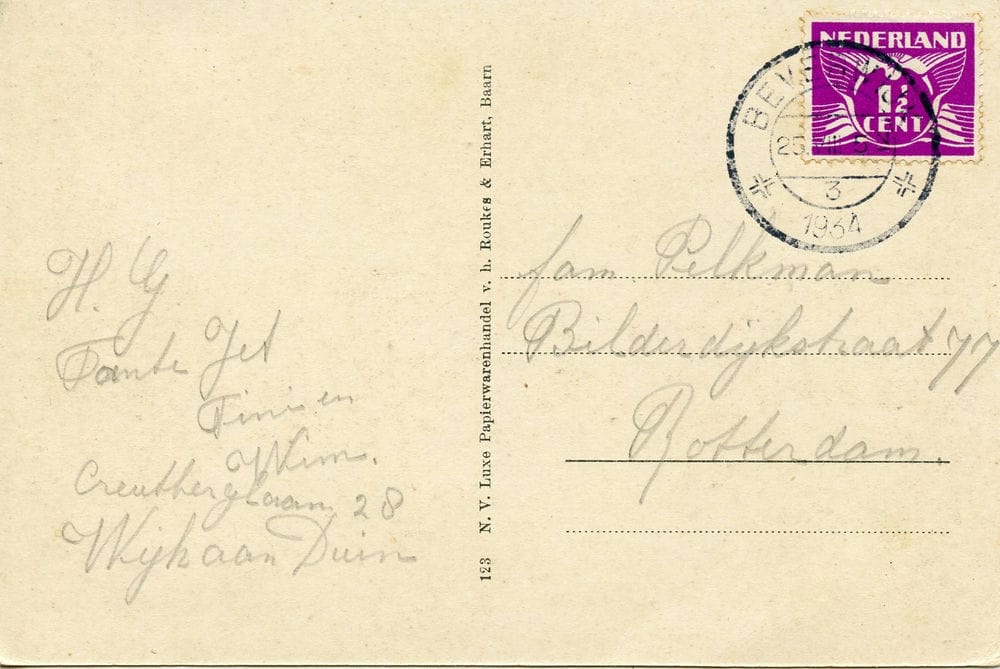 H. G
Tante Jet
Tini en
Wim.
Creutberglaan 28
Wijk aan Duin
123 N. V. Luxe Papierwarenhandel v. h. Roukes & Erhart, Baarn
NEDERLAND
1½
CENT
3
1934
fam. Pelkman
Bilderdijkstraat 77
Rotterdam.